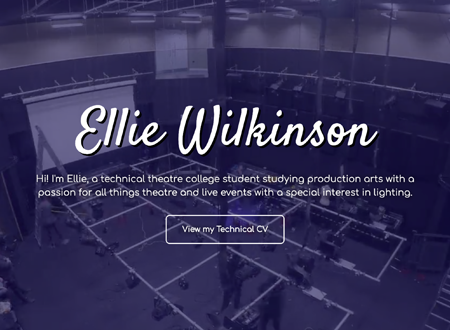 Ellie Wilkinson
Hi! I'm Ellie, a technical theatre college student studying production arts with a
passion for all things theatre and live events with a special interest in lighting.
View my Technical CV